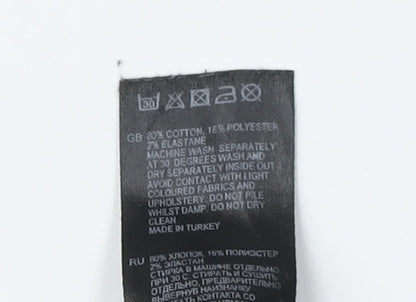 30
GB 80% COTTON, 18% POLYESTER
2% ELASTANE
MACHINE WASH SEPARATELY
AT 30 DEGREES WASH AND
DRY SEPARATELY INSIDE OUT
AVOID CONTACT WITH LIGHT
COLOURED FABRICS AND
UPHOLSTERY. DO NOT PILE
WHILST DAMP. DO NOT DRY
CLEAN
MADE IN TURKEY
RU 80% ХЛОПОК, 18% ПОЛИЭСТЕР
2% ЭЛАСТАН
СТИРКА В МАШИНЕ ОТДЕЛЬНО
ПРИ 30 С. СТИРАТЬ И СУШИТЬ
ОТДЕЛЬНО, ПРЕДВАРИТЕЛЬНО
ВЫВЕРНУВ НАИЗНАНКУ
ИЗБЕГАТЬ КОНТАКТА СО